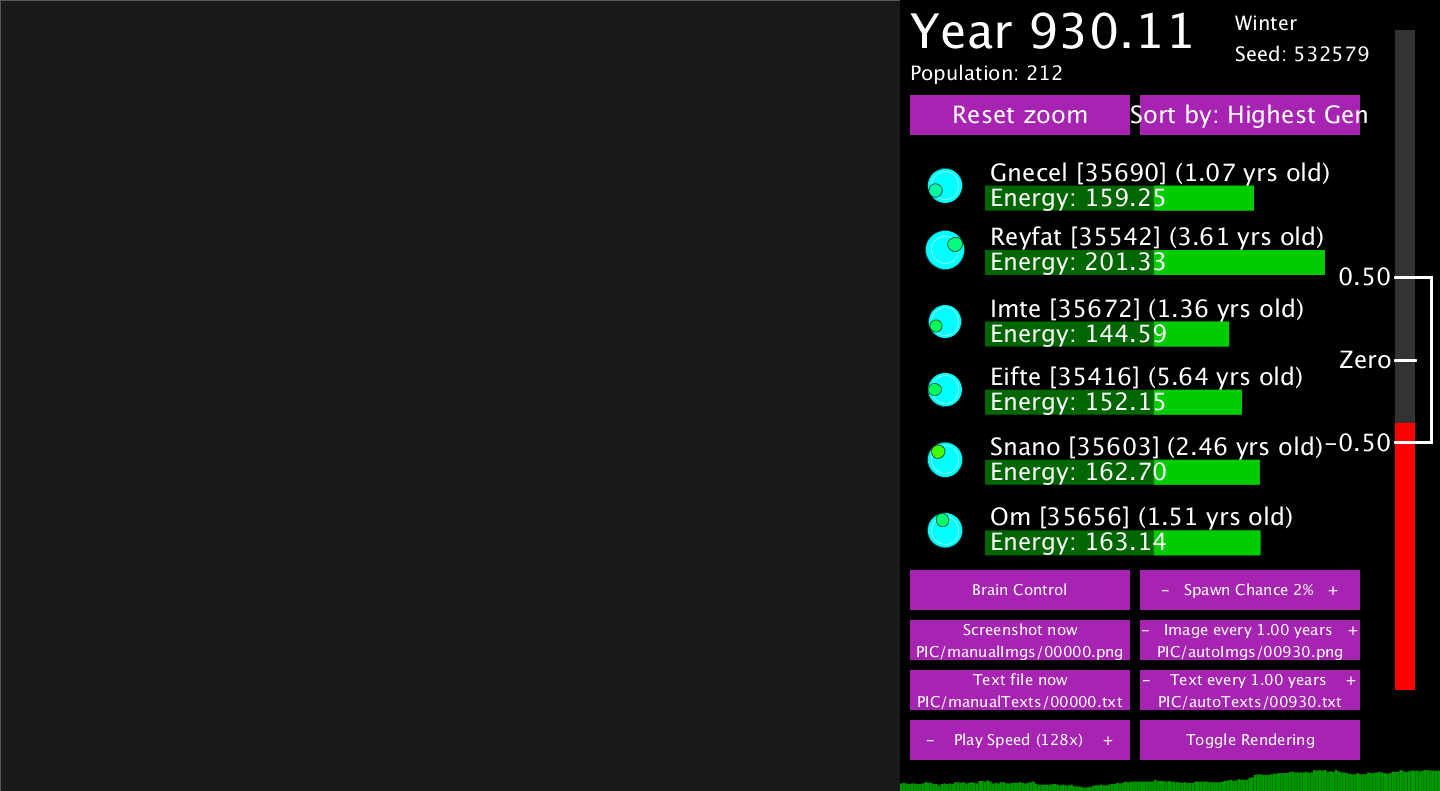 Year 930.11
Winter
Seed: 532579
Population: 212
Reset zoom
Sort by: Highest Gen
Gnecel [35690] (1.07 yrs old)
Energy: 159.25
Reyfat [35542] (3.61 yrs old)
Energy: 201.33
0.50
Imte [35672] (1.36 yrs old)
Energy: 144.59
Zero
Eifte [35416] (5.64 yrs old)
Energy: 152.15
Snano [35603] (2.46 yrs old)
-0.50
Energy: 162.70
Om [35656] (1.51 yrs old)
Energy: 163.14
Brain Control
- Spawn Chance 2% +
Screenshot now
PIC/manualImgs/00000.png
- Image every 1.00 years +
PIC/autoImgs/00930.png
Text file now
PIC/manualTexts/00000.txt
- Text every 1.00 years +
PIC/autoTexts/00930.txt
- Play Speed (128x) +
Toggle Rendering